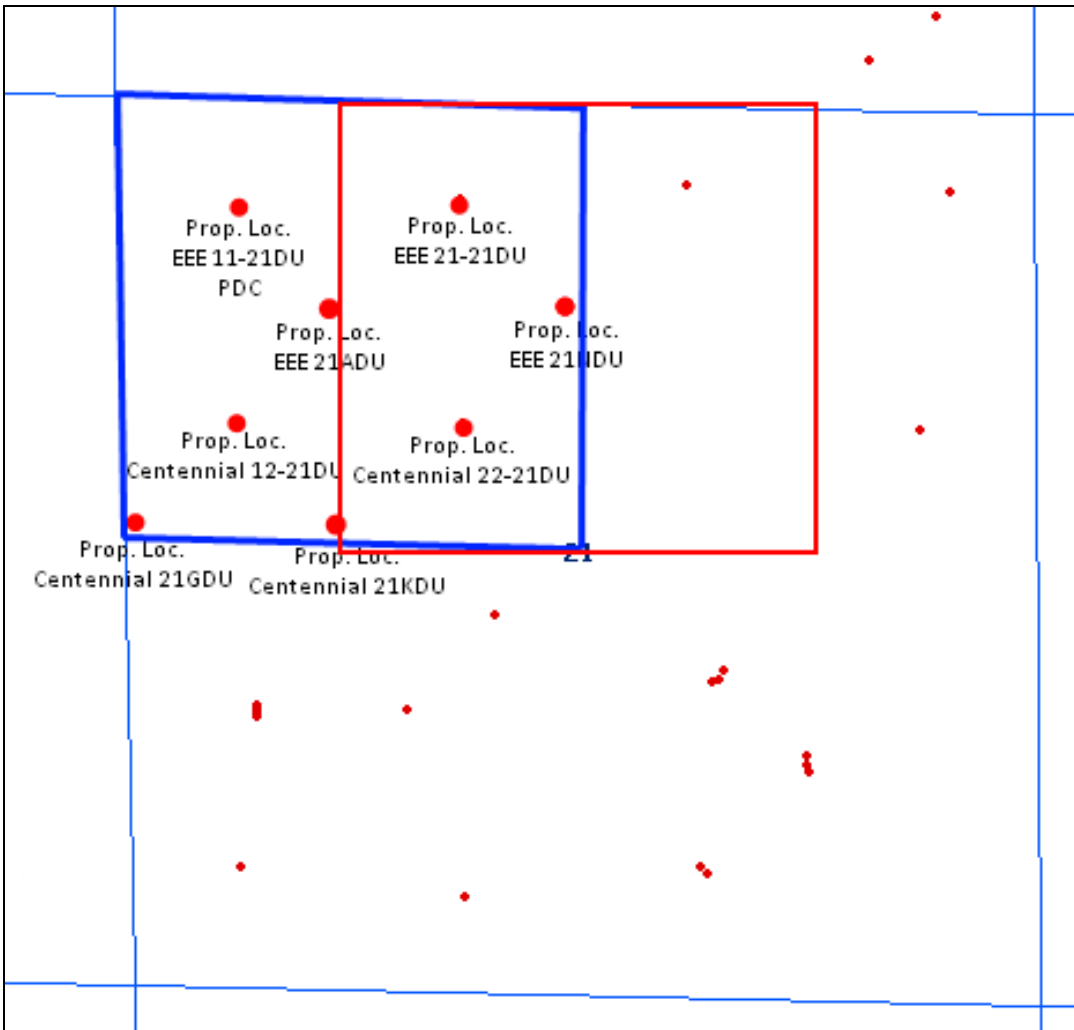 Prop. Loc.
EEE 11-21DU
PDC
Prop. Loc.
EEE 21-21DU
Prop. Loc.
EEE 21ADU
Prop. Loc.
EEE 21NDU
Prop. Loc.
Centennial 12-21DU
Prop. Loc.
Centennial 22-21DU
Prop. Loc.
Centennial 21GDU
Prop. Loc.
Centennial 21KDU
21